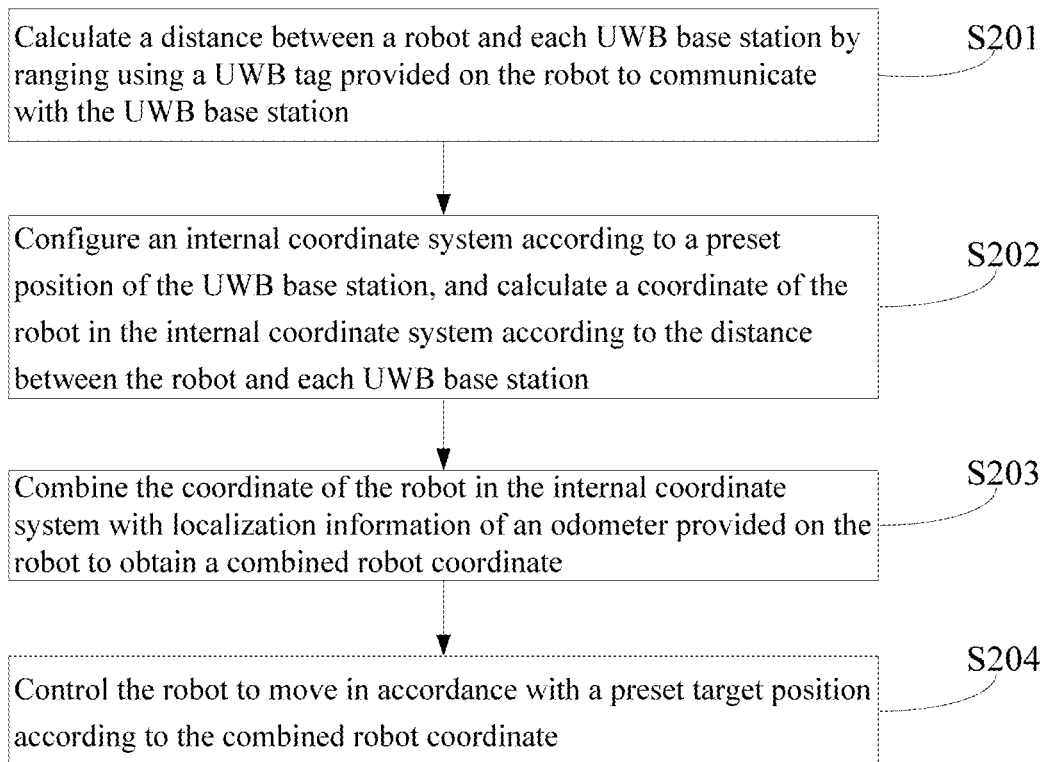 Calculate a distance between a robot and each UWB base station by
ranging using a UWB tag provided on the robot to communicate
with the UWB base station
S201
Configure an internal coordinate system according to a preset
position of the UWB base station, and calculate a coordinate of the
robot in the internal coordinate system according to the distance
between the robot and each UWB base station
S202
Combine the coordinate of the robot in the internal coordinate
system with localization information of an odometer provided on the
robot to obtain a combined robot coordinate
S203
Control the robot to move in accordance with a preset target position
according to the combined robot coordinate
S204